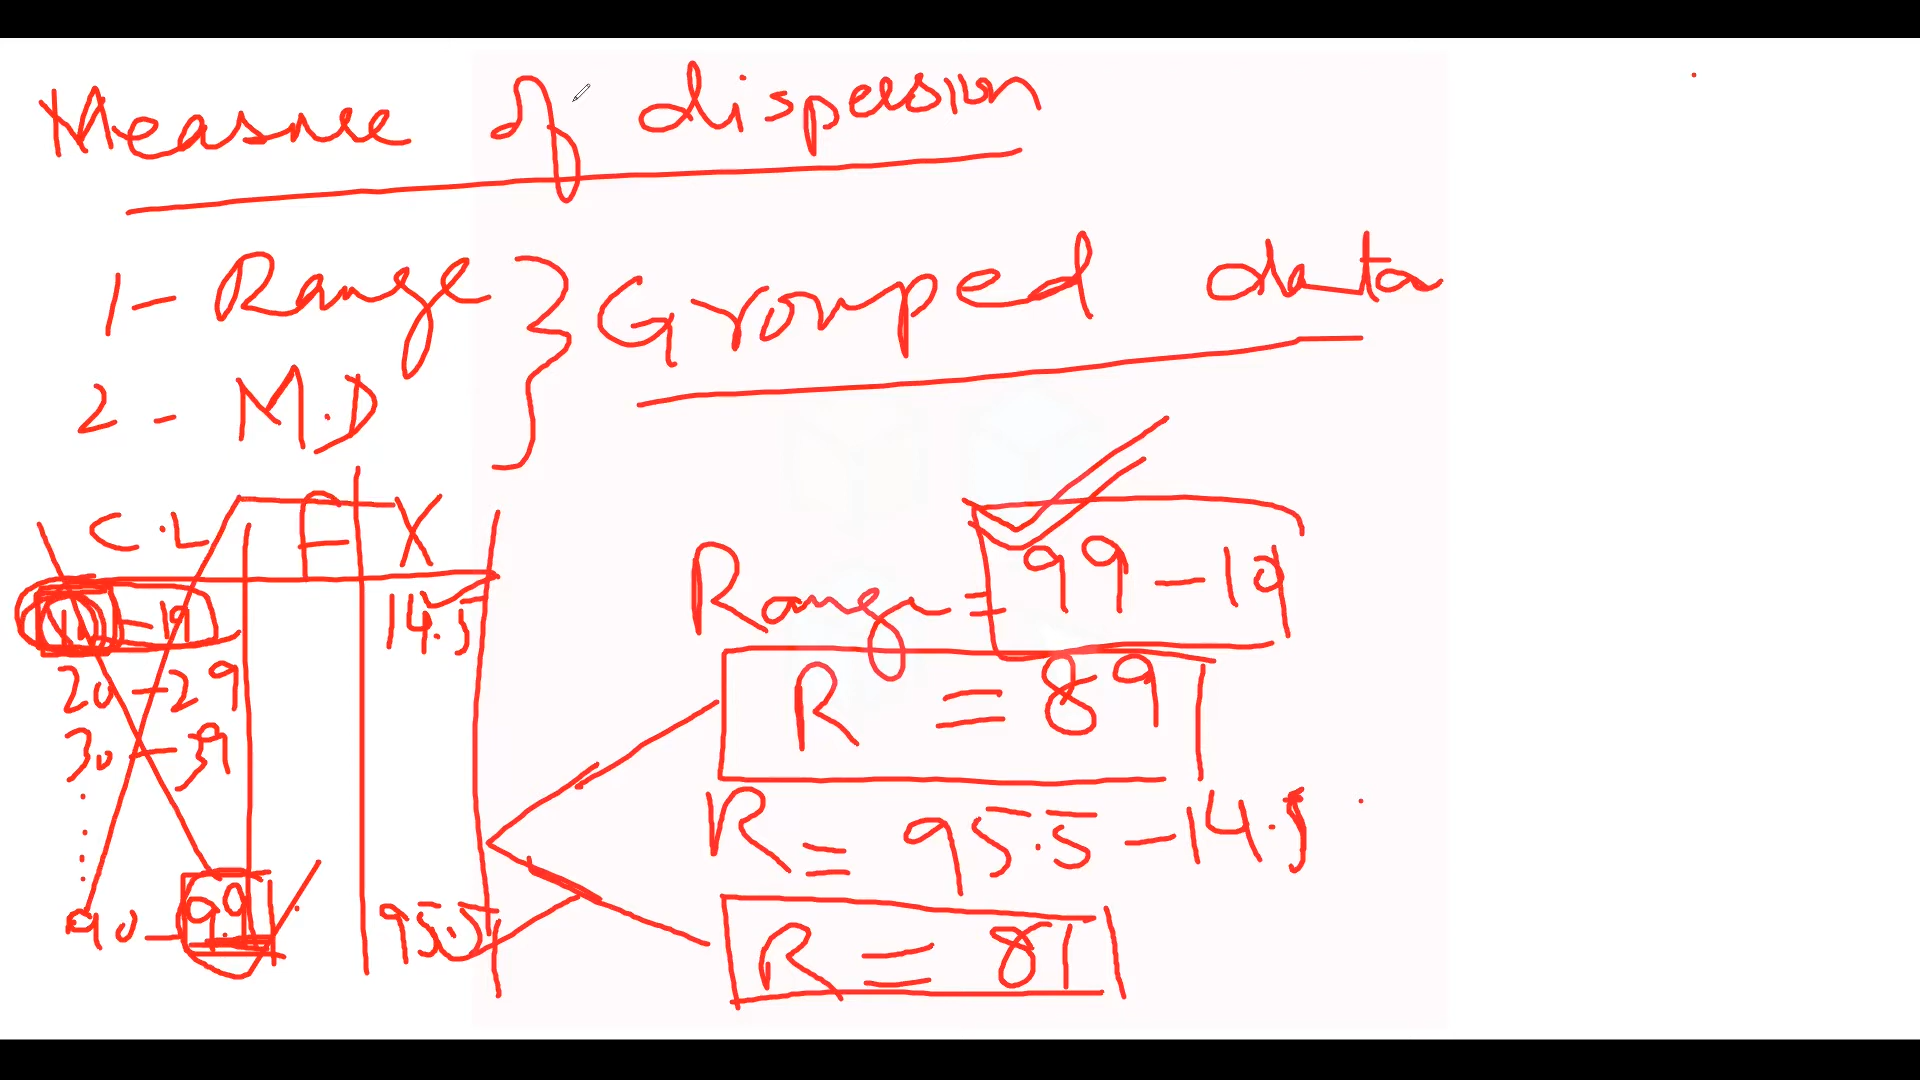 Measure of dispersion
1- Range } Grouped data
2 - M.D
C.L F X
10 - 19 14.5
20 - 29
30 - 39
90 - 99 95.5
Range = 99 - 10
R = 89
R = 95.5 - 14.5
R = 81